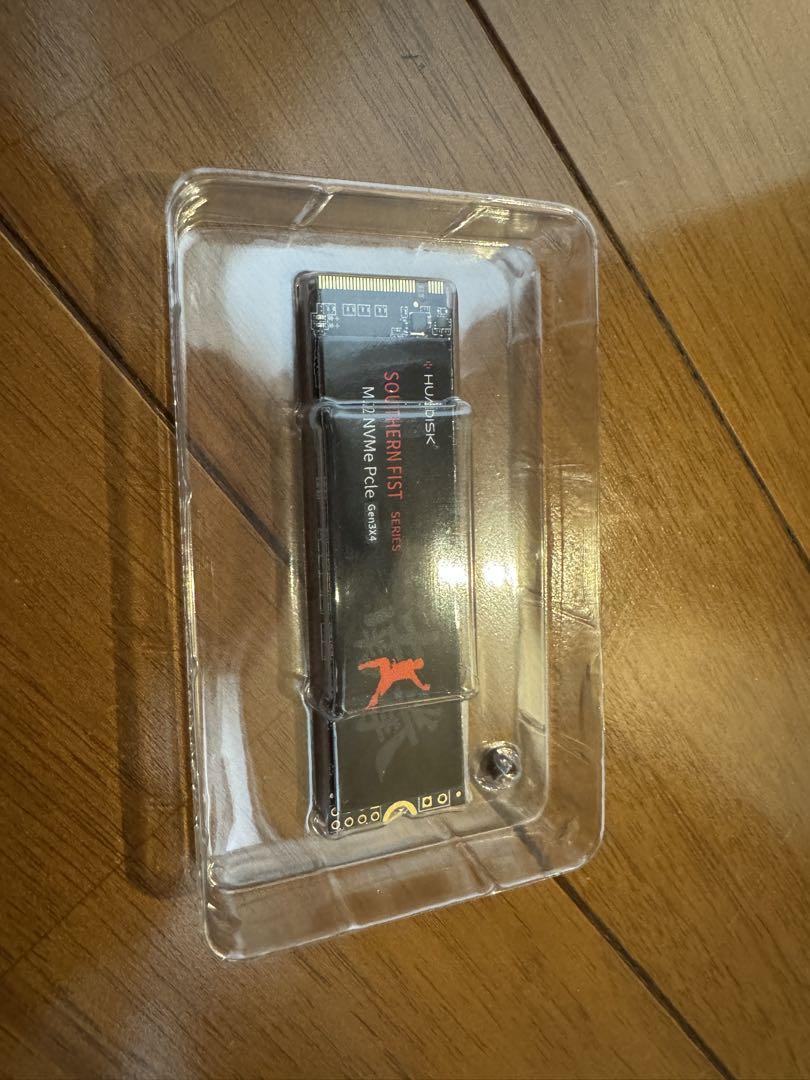 HUADISK
SOUTHERN FIST SERIES
M.2 NVMe PcIe Gen3X4